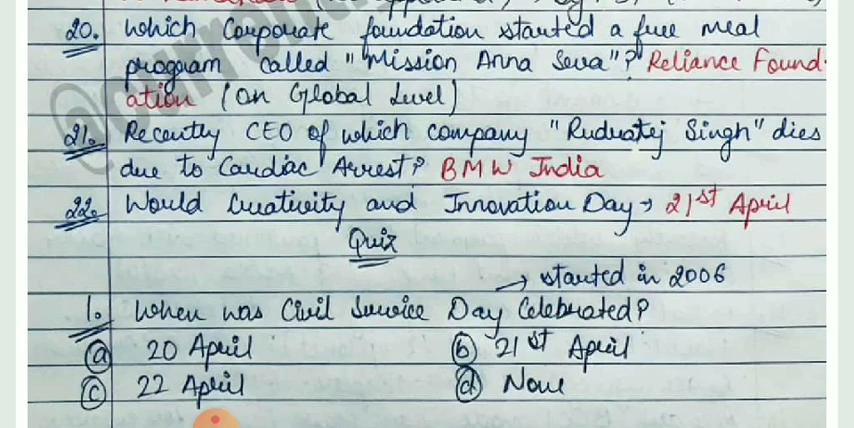 20. Which Corporate foundation started a free meal
program called "Mission Anna Seva"? Reliance Found-
ation (on Global Level)
21. Recently CEO of which company "Rudratej Singh" dies
due to Cardiac Arrest? BMW India
22. World Creativity and Innovation Day → 21st April
Quiz
→ started in 2006
1. When was Civil Service Day Celebrated?
(a) 20 April (b) 21st April
(c) 22 April (d) None